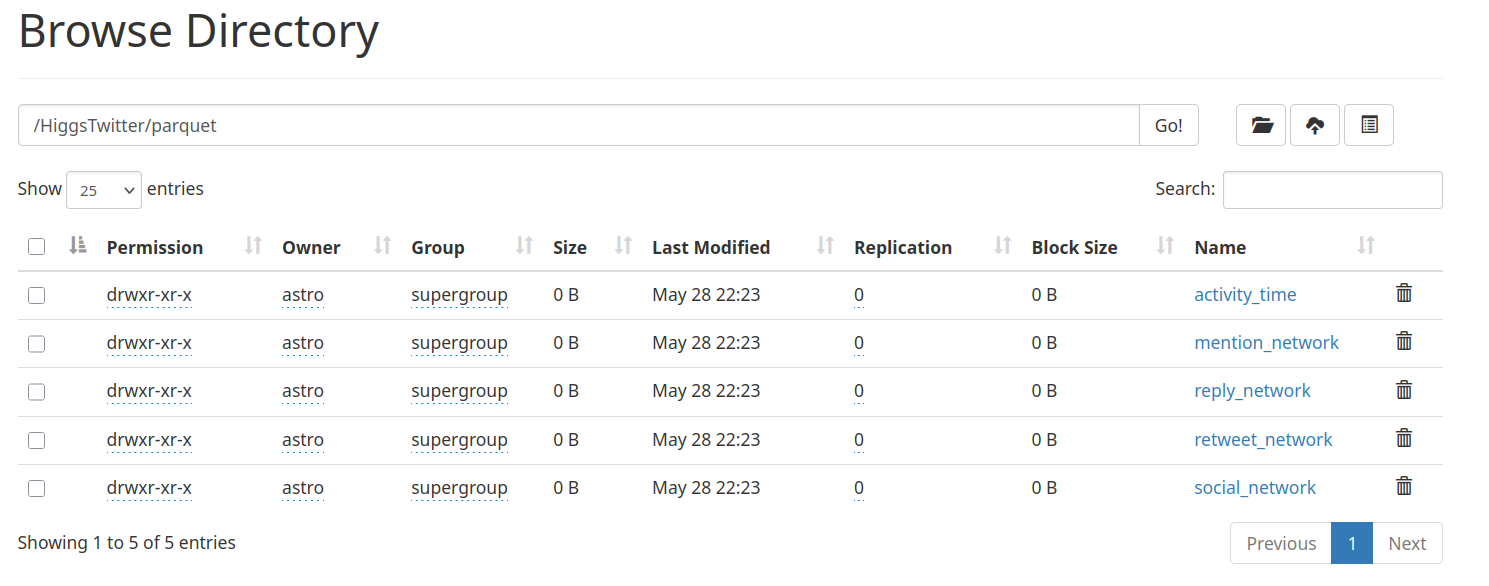 Browse Directory
/HiggsTwitter/parquet Go!
Show 25 entries Search:
Permission Owner Group Size Last Modified Replication Block Size Name
drwxr-xr-x astro supergroup 0 B May 28 22:23 0 0 B activity_time
drwxr-xr-x astro supergroup 0 B May 28 22:23 0 0 B mention_network
drwxr-xr-x astro supergroup 0 B May 28 22:23 0 0 B reply_network
drwxr-xr-x astro supergroup 0 B May 28 22:23 0 0 B retweet_network
drwxr-xr-x astro supergroup 0 B May 28 22:23 0 0 B social_network
Showing 1 to 5 of 5 entries Previous 1 Next